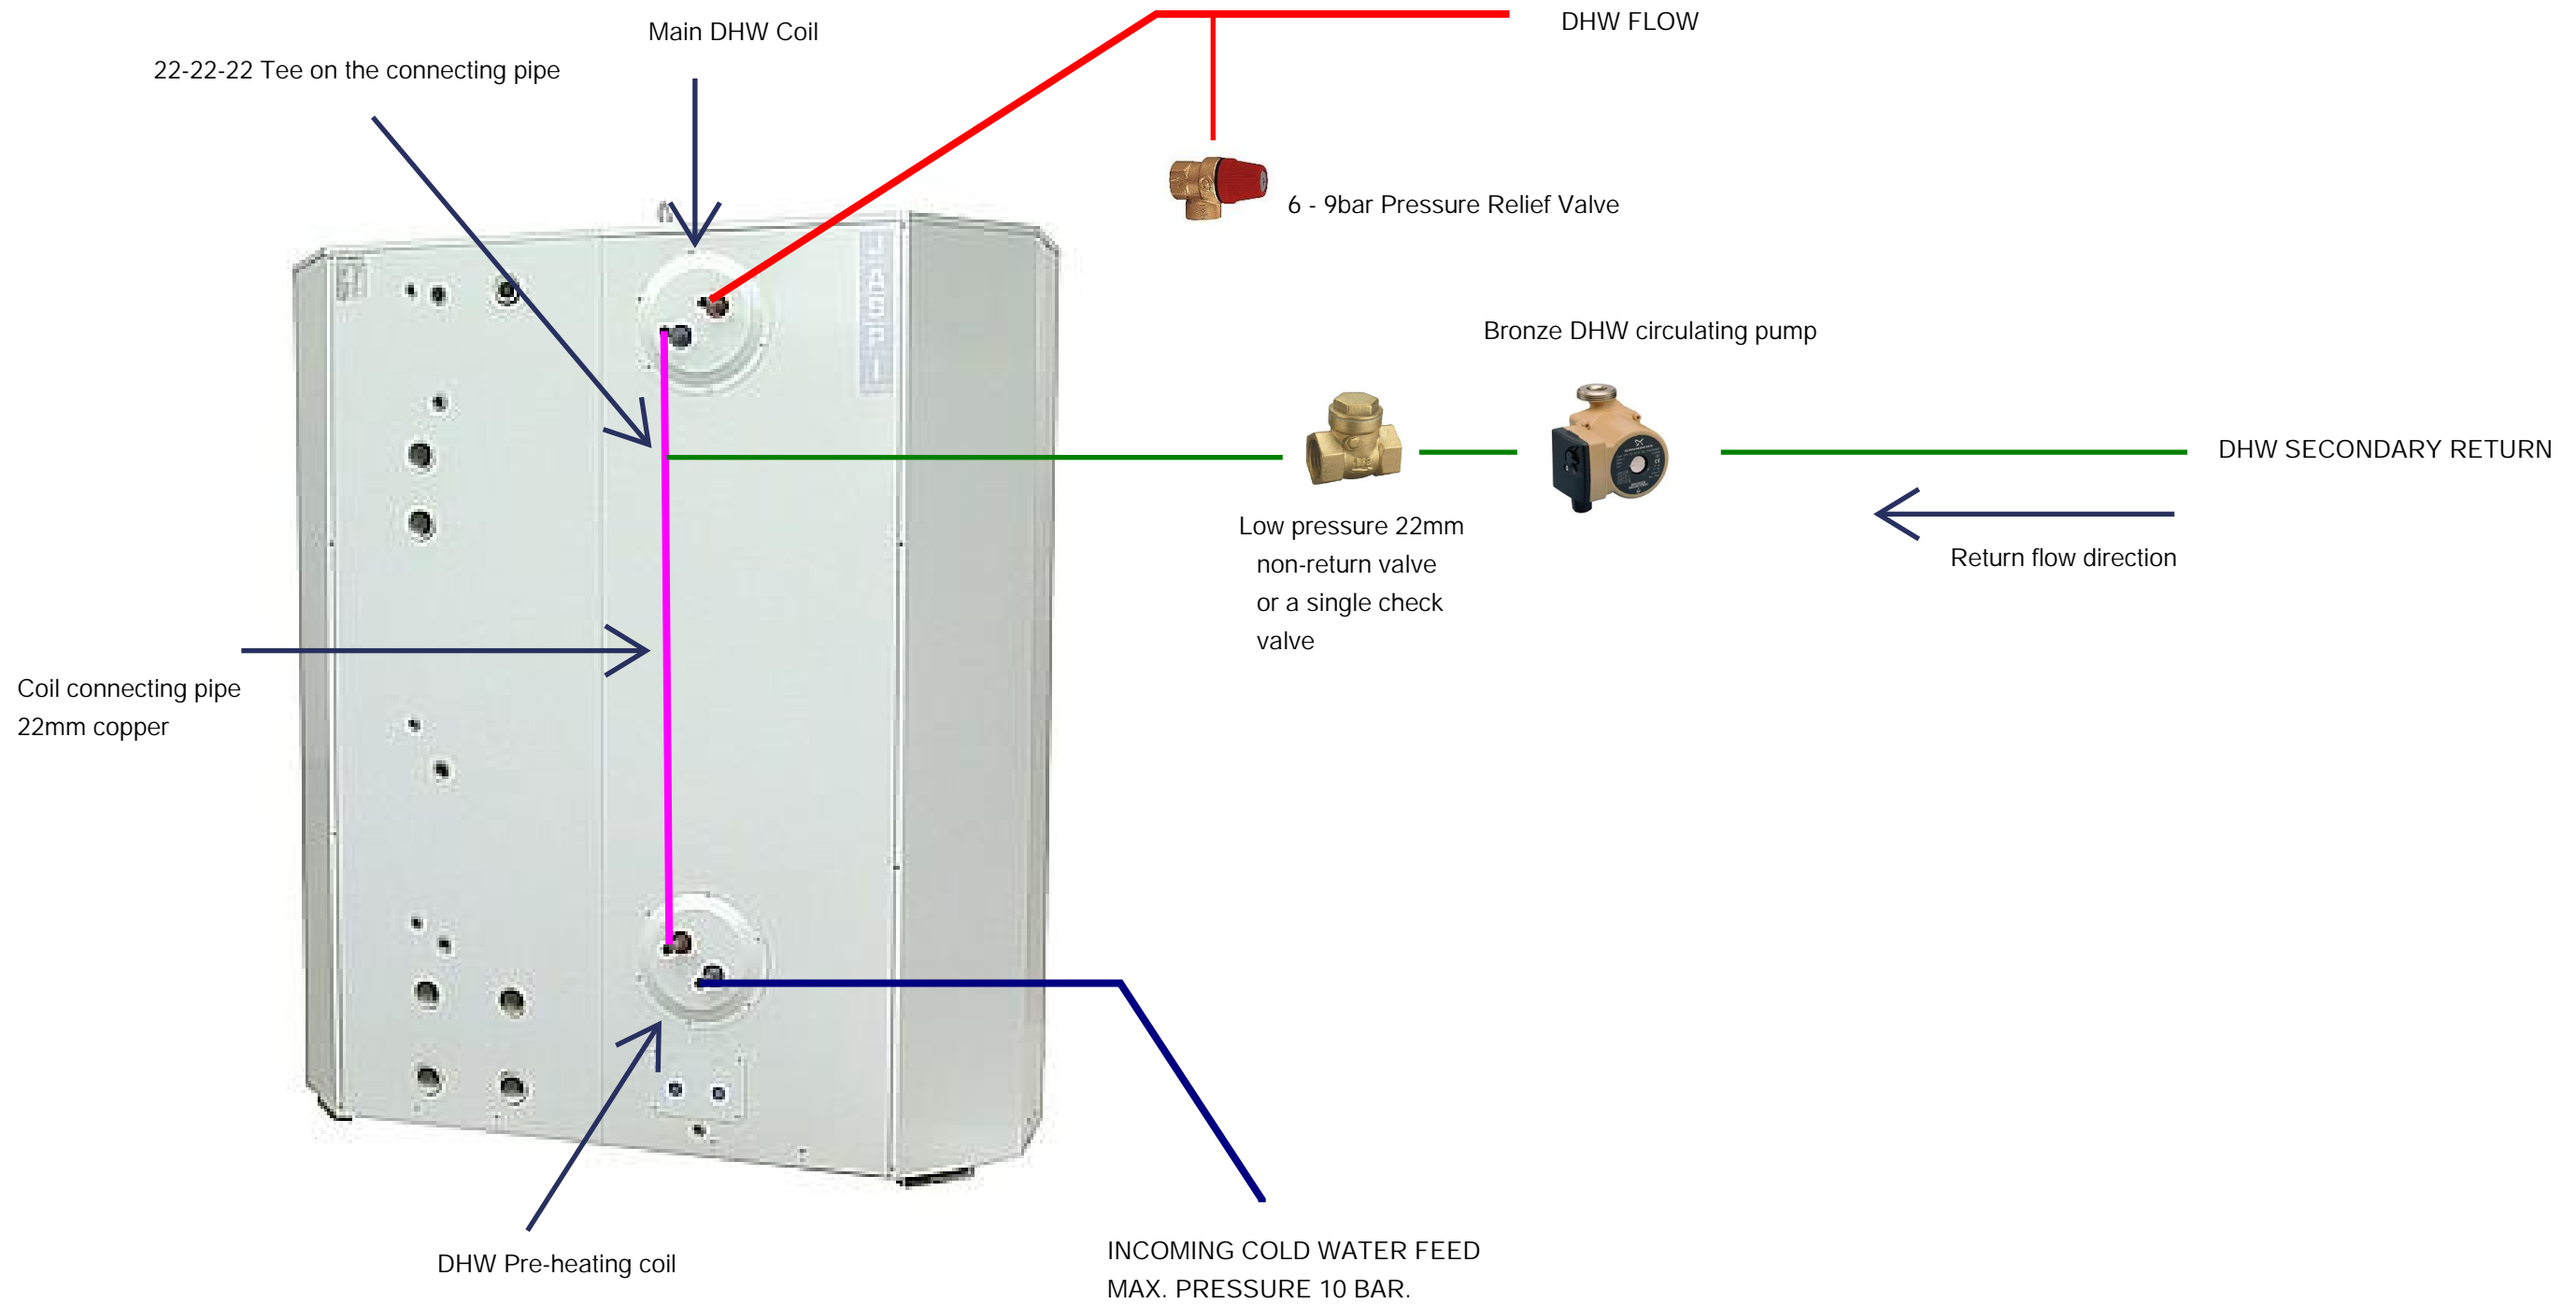 DHW FLOW
Main DHW Coil
22-22-22 Tee on the connecting pipe
6 - 9bar Pressure Relief Valve
JASPI
Bronze DHW circulating pump
DHW SECONDARY RETURN
Low pressure 22mm
non-return valve
or a single check
valve
Return flow direction
Coil connecting pipe
22mm copper
DHW Pre-heating coil
INCOMING COLD WATER FEED
MAX. PRESSURE 10 BAR.